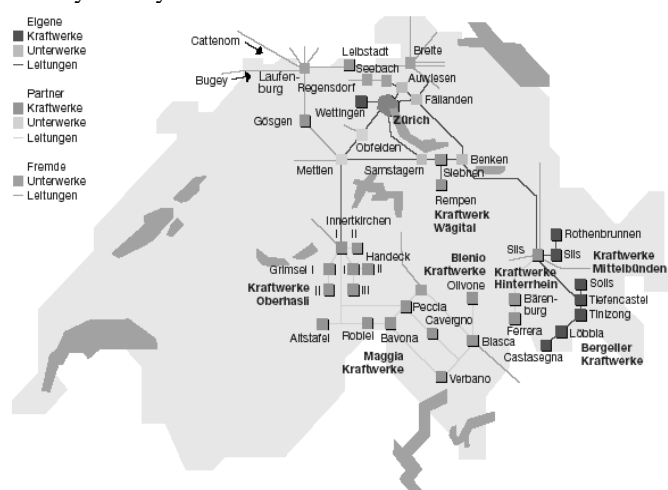 Eigene
Kraftwerke
Unterwerke
Leitungen
Partner
Kraftwerke
Unterwerke
Leitungen
Fremde
Unterwerke
Leitungen
Cattenom
Bugey
Laufen-
burg
Leibstadt
Seebach
Regensdorf
Breite
Auwiesen
Fällanden
Wettingen
Zürich
Gösgen
Obfelden
Mettlen
Samstagern
Benken
Siebnen
Rempen
Kraftwerk
Wägital
Innertkirchen
I II
Handeck
Grimsel I
I II
Kraftwerke
Oberhasli
II
III
Blenio
Kraftwerke
Olivone
Rothenbrunnen
Sils
Sils
Kraftwerke
Mittelbünden
Kraftwerke
Hinterrhein
Solis
Bären-
burg
Tiefencastel
Tinizong
Ferrera
Löbbia
Castasegna
Bergeller
Kraftwerke
Peccia
Cavergno
Altstafel
Robiei
Bavona
Biasca
Maggia
Kraftwerke
Verbano